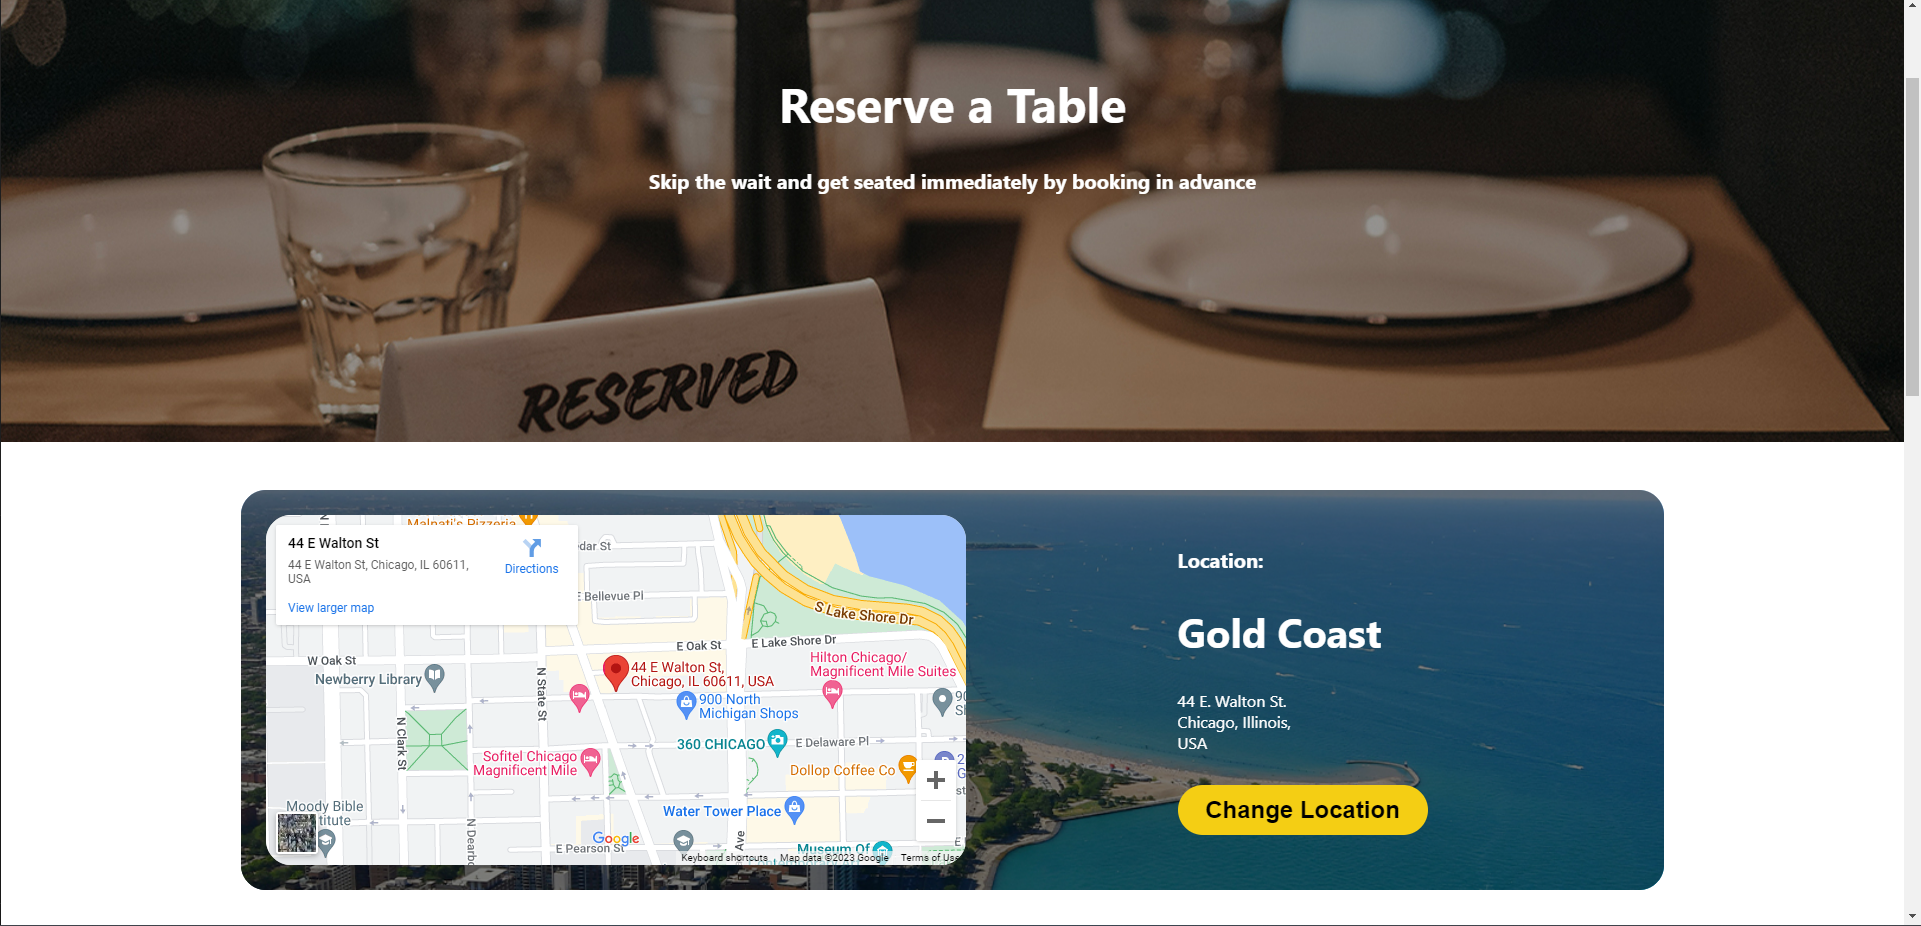 Reserve a Table
Skip the wait and get seated immediately by booking in advance
RESERVED
44 E Walton St
44 E Walton St, Chicago, IL 60611,
USA
Directions
View larger map
Malnati's Pizzeria
dar St
E Bellevue Pl
S Lake Shore Dr
E Lake Shore Dr
E Oak St
W Oak St
Newberry Library
N State St
44 E Walton St,
Chicago, IL 60611, USA
Hilton Chicago/
Magnificent Mile Suites
900 North
Michigan Shops
N Clark St
360 CHICAGO
E Delaware Pl
Sofitel Chicago
Magnificent Mile
Dollop Coffee Co
Moody Bible
titute
Water Tower Place
N Dearbo
Google
E Pearson St
Ave
Museum Of
E
Keyboard shortcuts
Map data ©2023 Google
Terms of Use
Location:
Gold Coast
44 E. Walton St.
Chicago, Illinois,
USA
Change Location